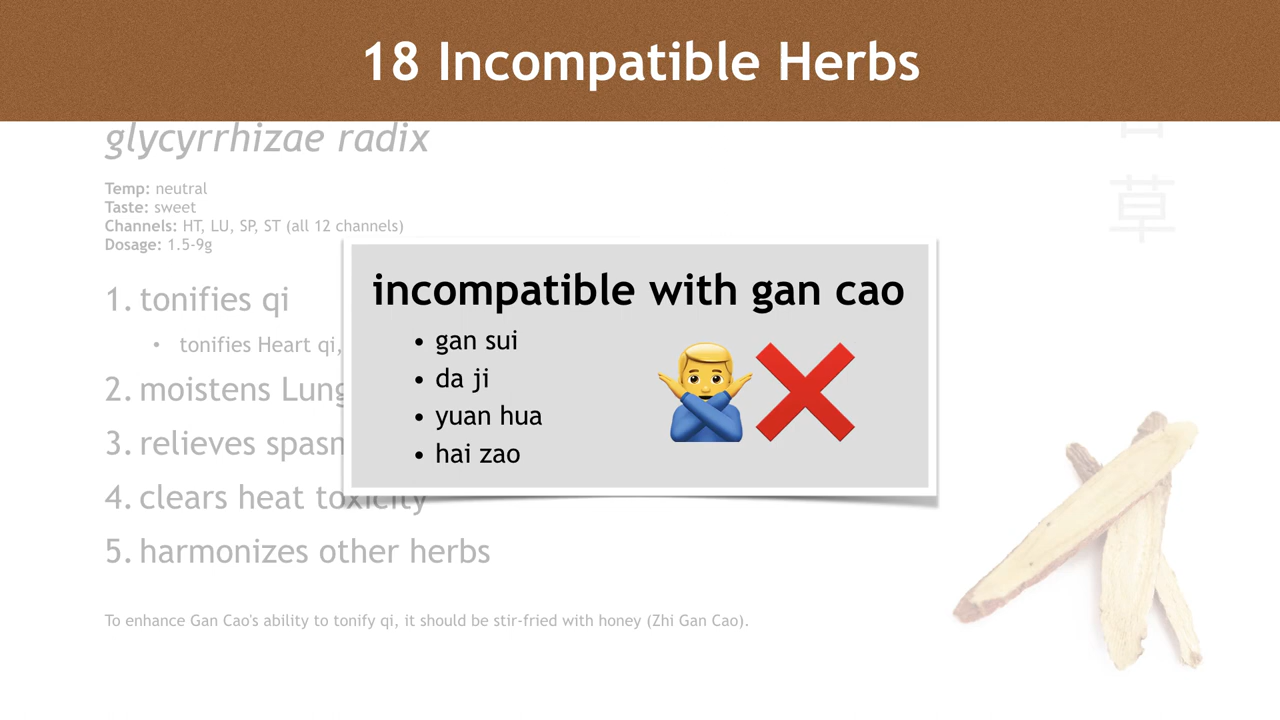 18 Incompatible Herbs
glycyrrhizae radix
草
Temp: neutral
Taste: sweet
Channels: HT, LU, SP, ST (all 12 channels)
Dosage: 1.5-9g
incompatible with gan cao
• gan sui
• da ji
• yuan hua
• hai zao
1. tonifies qi
• tonifies Heart qi,
2. moistens Lung
3. relieves spasm
4. clears heat toxicity
5. harmonizes other herbs
To enhance Gan Cao's ability to tonify qi, it should be stir-fried with honey (Zhi Gan Cao).